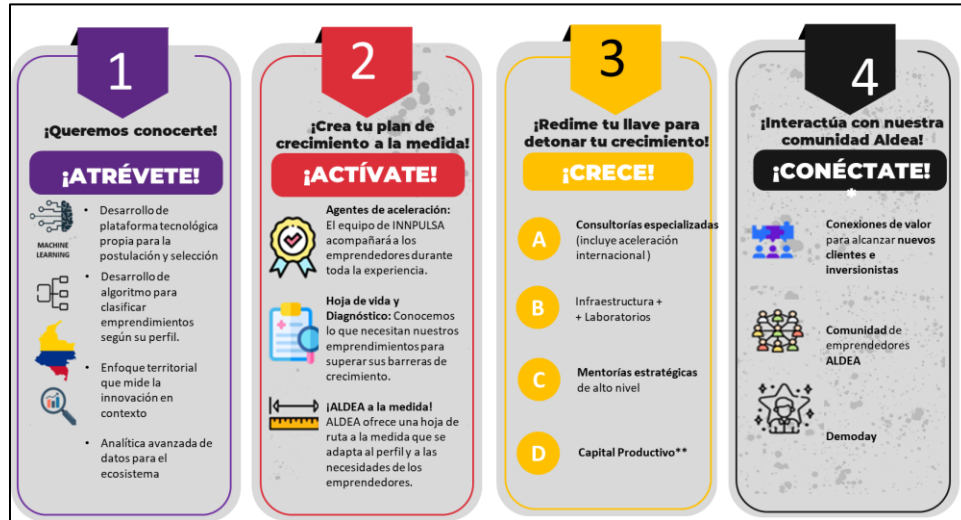 1
¡Queremos conocerte!
¡ATRÉVETE!
MACHINE
LEARNING
• Desarrollo de
plataforma tecnológica
propia para la
postulación y selección
• Desarrollo de
algoritmo para
clasificar
emprendimientos
según su perfil.
• Enfoque territorial
que mide la
innovación en
contexto
• Analítica avanzada de
datos para el
ecosistema
2
¡Crea tu plan de
crecimiento a la medida!
¡ACTÍVATE!
Agentes de aceleración:
El equipo de INNPULSA
acompañará a los
emprendedores durante
toda la experiencia.
Hoja de vida y
Diagnóstico: Conocemos
lo que necesitan nuestros
emprendimientos para
superar sus barreras de
crecimiento.
¡ALDEA a la medida!
ALDEA ofrece una hoja de
ruta a la medida que se
adapta al perfil y a las
necesidades de los
emprendedores.
3
¡Redime tu llave para
detonar tu crecimiento!
¡CRECE!
A
Consultorías especializadas
(incluye aceleración
internacional )
B
Infraestructura +
+ Laboratorios
C
Mentorías estratégicas
de alto nivel
D
Capital Productivo**
4
¡Interactúa con nuestra
comunidad Aldea!
¡CONÉCTATE!
*
Conexiones de valor
para alcanzar nuevos
clientes e
inversionistas
Comunidad de
emprendedores
ALDEA
Demoday